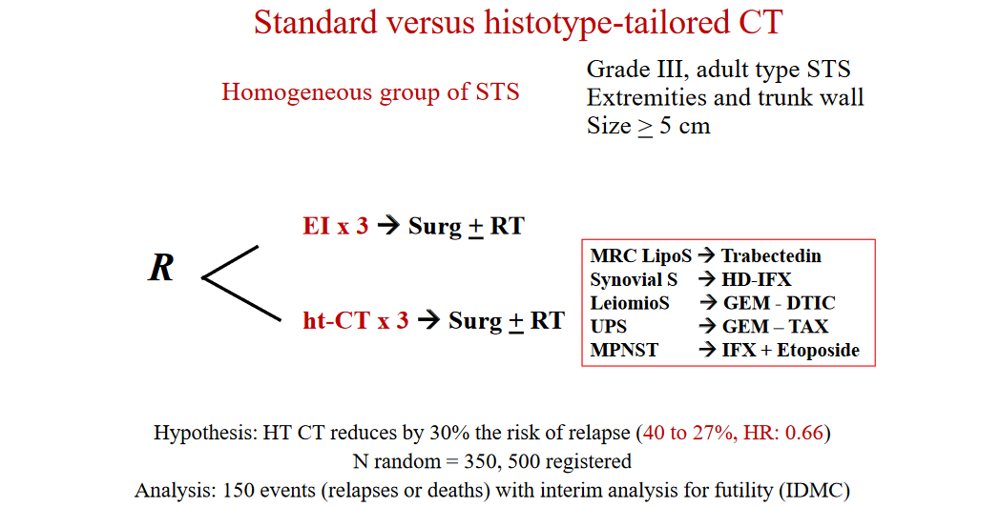 Standard versus histotype-tailored CT
Homogeneous group of STS
Grade III, adult type STS
Extremities and trunk wall
Size ≥ 5 cm
R
EI x 3 → Surg ± RT
ht-CT x 3 → Surg ± RT
MRC LipoS → Trabectedin
Synovial S → HD-IFX
LeiomioS → GEM - DTIC
UPS → GEM – TAX
MPNST → IFX + Etoposide
Hypothesis: HT CT reduces by 30% the risk of relapse (40 to 27%, HR: 0.66)
N random = 350, 500 registered
Analysis: 150 events (relapses or deaths) with interim analysis for futility (IDMC)